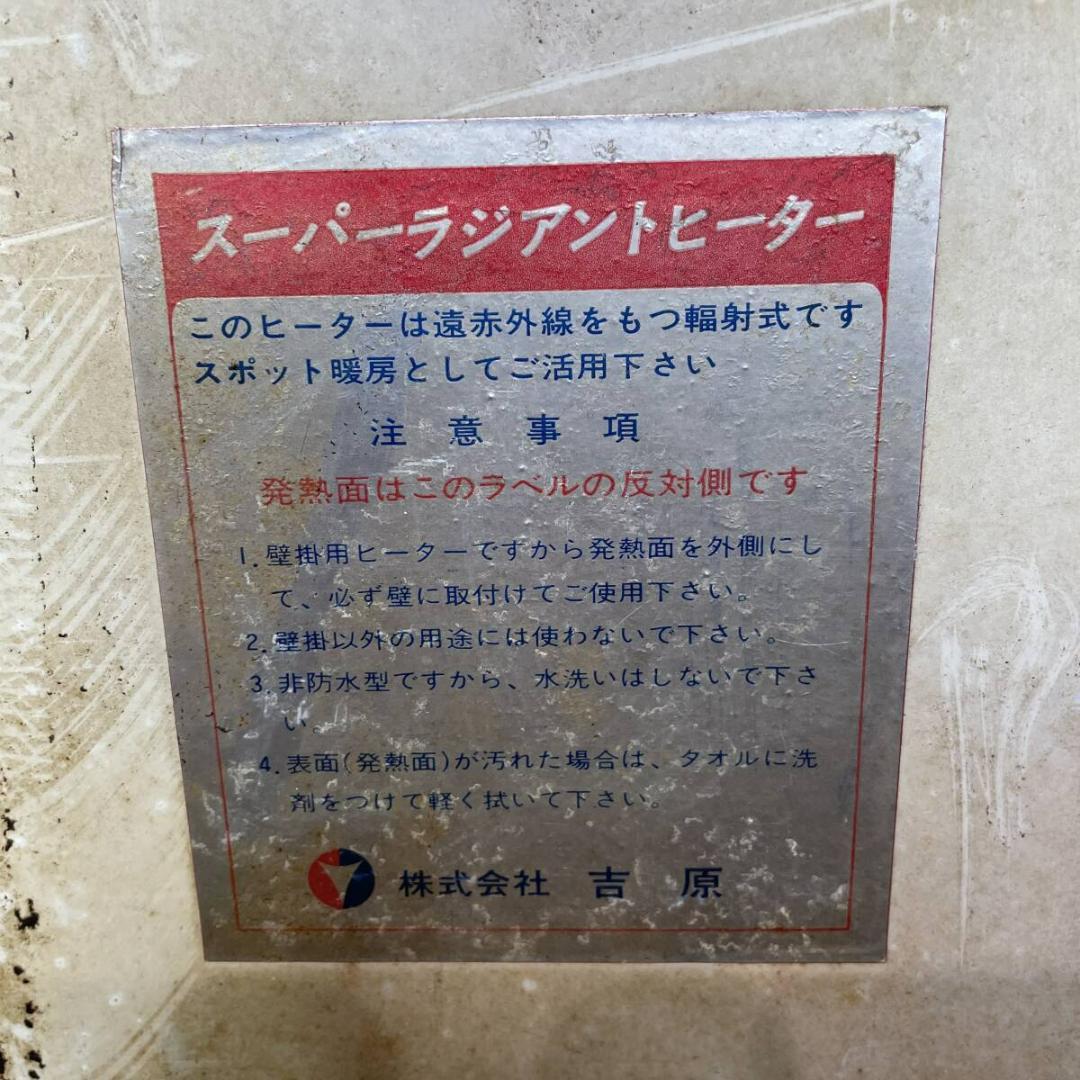 スーパーラジアントヒーター
このヒーターは遠赤外線をもつ輻射式です
スポット暖房としてご活用下さい
注意事項
発熱面はこのラベルの反対側です
1.壁掛用ヒーターですから発熱面を外側にし
て、必ず壁に取付けてご使用下さい。
2.壁掛以外の用途には使わないで下さい。
3.非防水型ですから、水洗いはしないで下さ
い。
4.表面(発熱面)が汚れた場合は、タオルに洗
剤をつけて軽く拭いて下さい。
株式会社 吉原